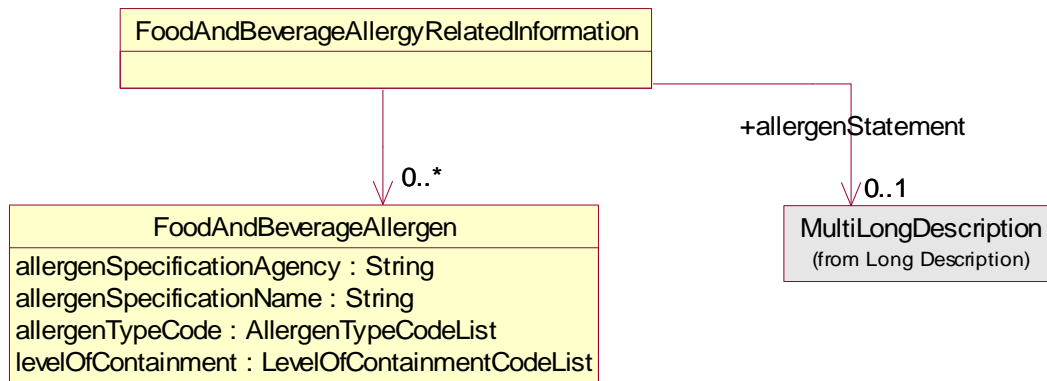 FoodAndBeverageAllergyRelatedInformation
+allergenStatement
0..*
0..1
FoodAndBeverageAllergen
allergenSpecificationAgency : String
allergenSpecificationName : String
allergenTypeCode : AllergenTypeCodeList
levelOfContainment : LevelOfContainmentCodeList
MultiLongDescription
(from Long Description)